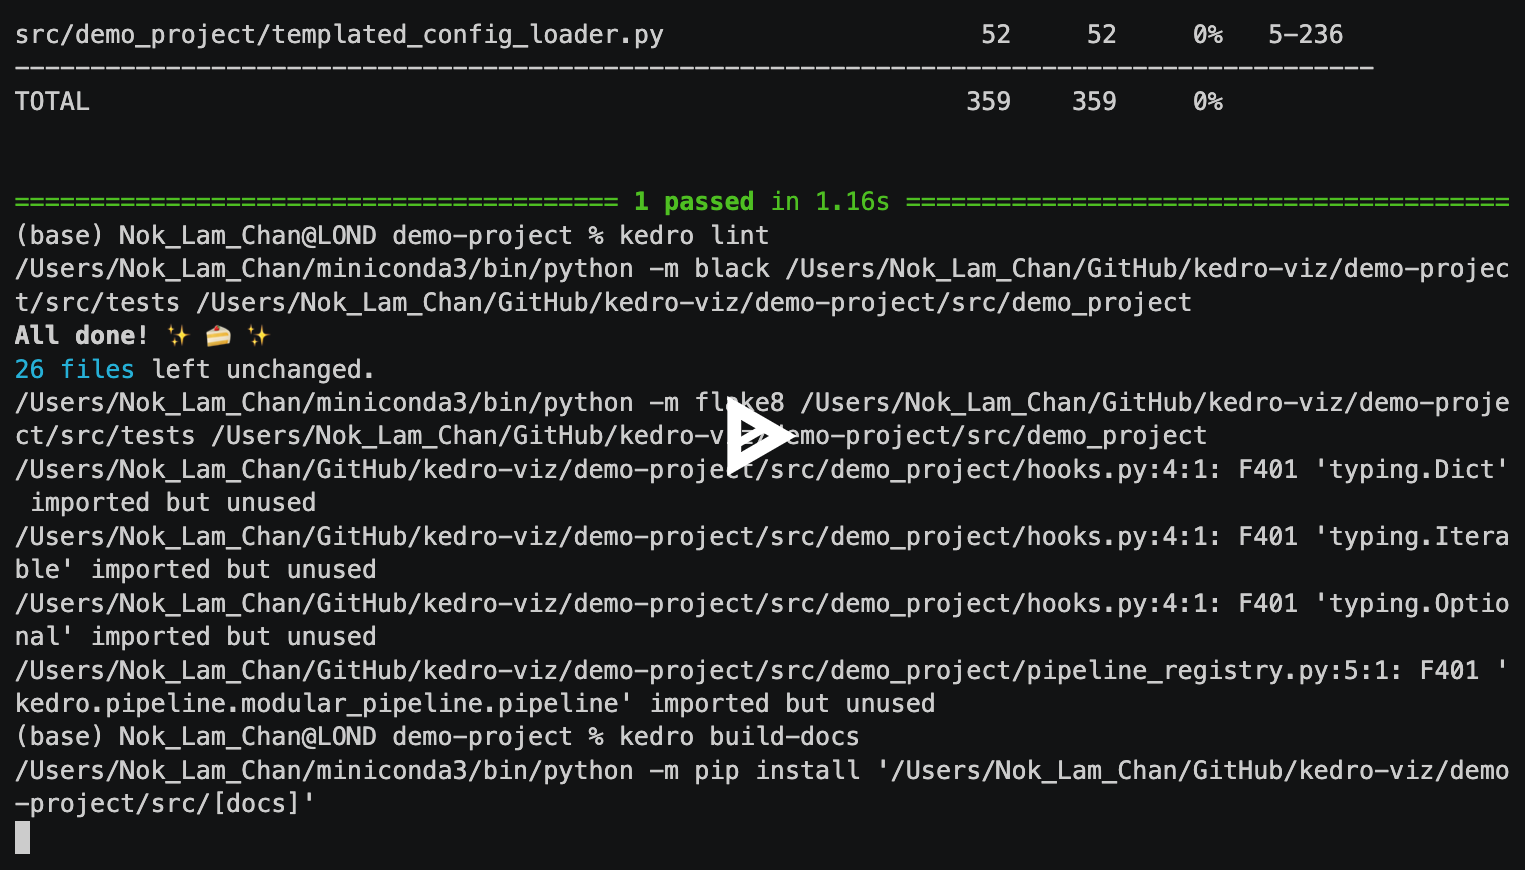 src/demo_project/templated_config_loader.py 52 52 0% 5-236
------------------------------------------------------------------------------------------
TOTAL 359 359 0%
======================================== 1 passed in 1.16s ========================================
(base) Nok_Lam_Chan@LOND demo-project % kedro lint
/Users/Nok_Lam_Chan/miniconda3/bin/python -m black /Users/Nok_Lam_Chan/GitHub/kedro-viz/demo-projec
t/src/tests /Users/Nok_Lam_Chan/GitHub/kedro-viz/demo-project/src/demo_project
All done! ✨ 🍰 ✨
26 files left unchanged.
/Users/Nok_Lam_Chan/miniconda3/bin/python -m flake8 /Users/Nok_Lam_Chan/GitHub/kedro-viz/demo-proje
ct/src/tests /Users/Nok_Lam_Chan/GitHub/kedro-viz/demo-project/src/demo_project
/Users/Nok_Lam_Chan/GitHub/kedro-viz/demo-project/src/demo_project/hooks.py:4:1: F401 'typing.Dict'
 imported but unused
/Users/Nok_Lam_Chan/GitHub/kedro-viz/demo-project/src/demo_project/hooks.py:4:1: F401 'typing.Itera
ble' imported but unused
/Users/Nok_Lam_Chan/GitHub/kedro-viz/demo-project/src/demo_project/hooks.py:4:1: F401 'typing.Optio
nal' imported but unused
/Users/Nok_Lam_Chan/GitHub/kedro-viz/demo-project/src/demo_project/pipeline_registry.py:5:1: F401 '
kedro.pipeline.modular_pipeline.pipeline' imported but unused
(base) Nok_Lam_Chan@LOND demo-project % kedro build-docs
/Users/Nok_Lam_Chan/miniconda3/bin/python -m pip install '/Users/Nok_Lam_Chan/GitHub/kedro-viz/demo
-project/src/[docs]'